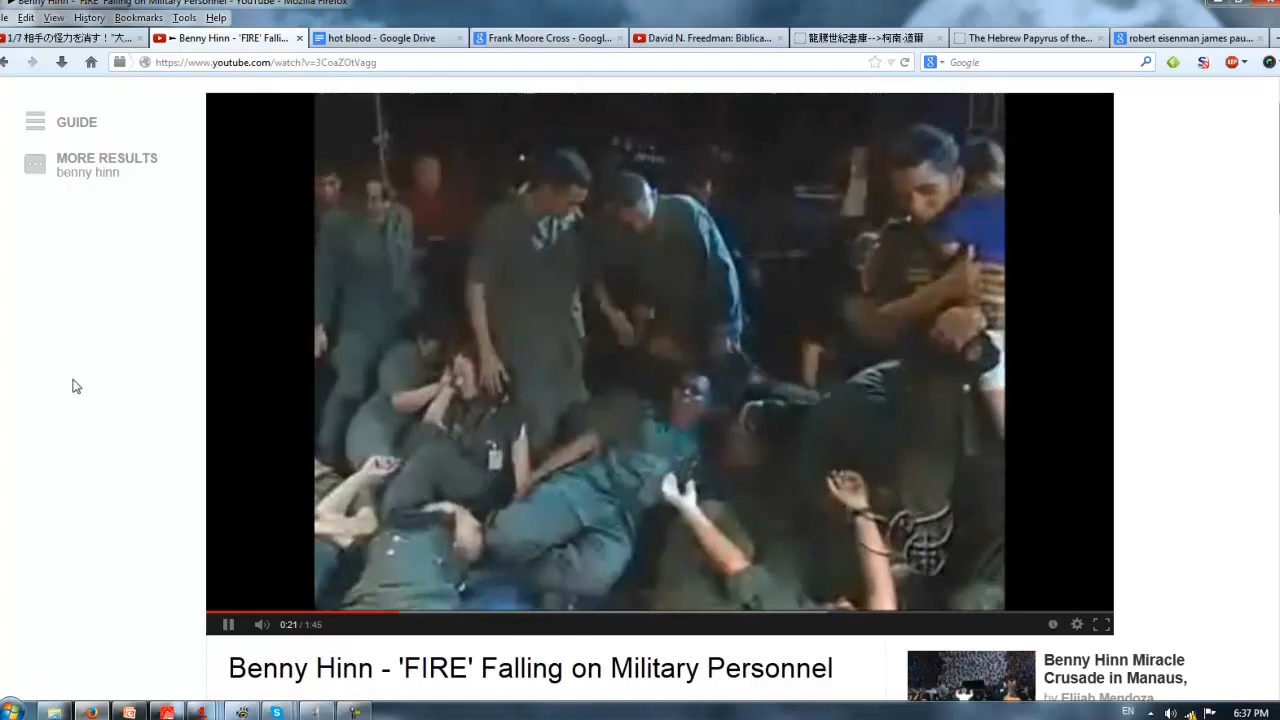 Benny Hinn - 'FIRE' Falling on Military Personnel - YouTube - Mozilla Firefox
Edit View History Bookmarks Tools Help
1/7 相手の怪力を消す！"大...
► Benny Hinn - 'FIRE' Falli...
hot blood - Google Drive
Frank Moore Cross - Googl...
David N. Freedman: Biblica...
龍騰世紀書庫-->柯南·道爾
The Hebrew Papyrus of the...
robert eisenman james pau...
https://www.youtube.com/watch?v=3CoaZOtVagg
Google
GUIDE
MORE RESULTS
benny hinn
0:21 / 1:45
Benny Hinn - 'FIRE' Falling on Military Personnel
Benny Hinn Miracle
Crusade in Manaus,
by Elijah Mendoza
EN
6:37 PM